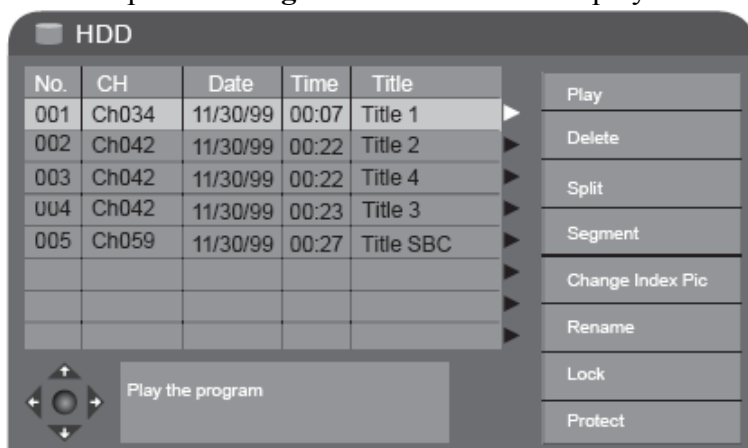 HDD
No. CH Date Time Title
001 Ch034 11/30/99 00:07 Title 1
002 Ch042 11/30/99 00:22 Title 2
003 Ch042 11/30/99 00:22 Title 4
004 Ch042 11/30/99 00:23 Title 3
005 Ch059 11/30/99 00:27 Title SBC
Play
Delete
Split
Segment
Change Index Pic
Rename
Lock
Protect
Play the program